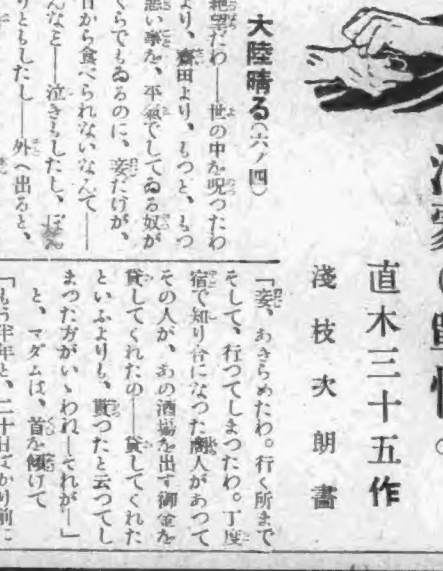 直木三十五作
淺枝次朗畫
大陸晴る(六ノ四)
絶望だわ――世の中を呪つたわ
より、齋田より、もつと、もつ
悪い事を、平氣でしてゐる奴が
くらでもゐるのに、妾だけが、
日から食べられないなんて――
んなと――泣きもしたし、
りともしたし――外へ出ると、
「妾、あきらめたわ。行く所まで
そして、行つてしまつたわ。丁度
宿で知り合になつた商人があつて
その人が、あの酒場を出す御金を
貸してくれたの――貸してくれた
といふよりも、貰つたと云つてし
まつた方がいゝわね―それが―」
と、マダムは、首を傾けて
「もう半年と、二十日ばかり前に